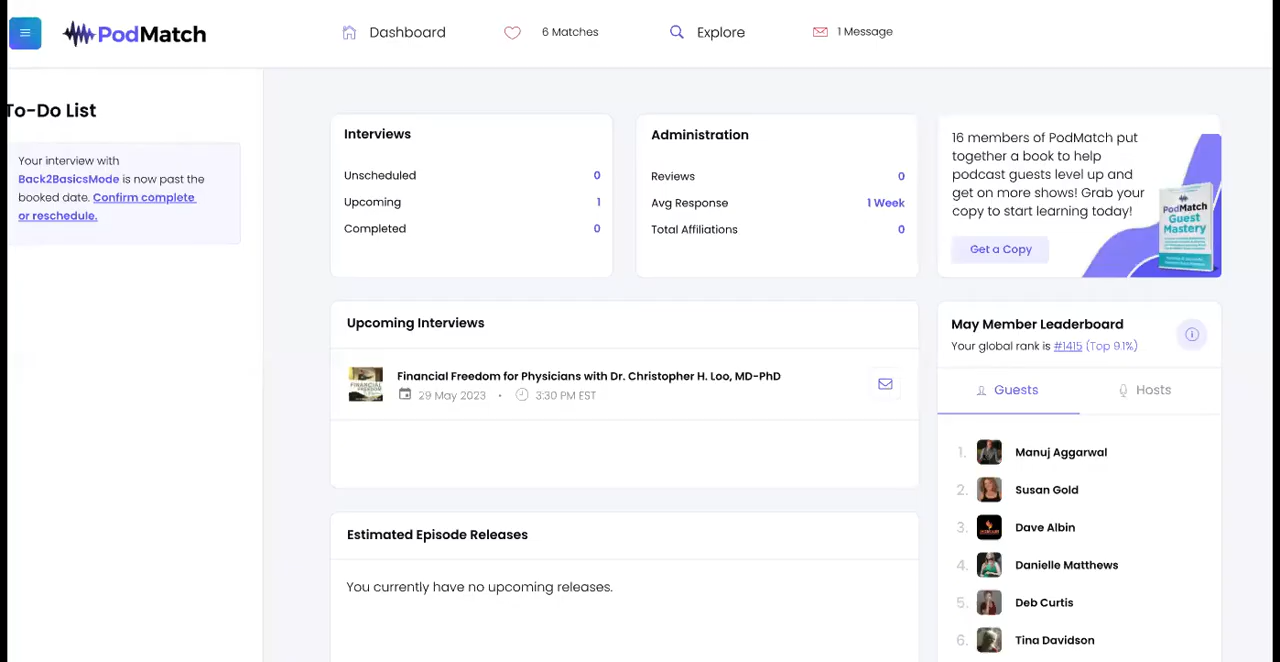 PodMatch
Dashboard
6 Matches
Explore
1 Message
To-Do List
Your interview with
Back2BasicsMode is now past the
booked date. Confirm complete
or reschedule.
Interviews
Unscheduled 0
Upcoming 1
Completed 0
Administration
Reviews 0
Avg Response 1 Week
Total Affiliations 0
16 members of PodMatch put
together a book to help
podcast guests level up and
get on more shows! Grab your
copy to start learning today!
Get a Copy
PodMatch
Guest
Mastery
Upcoming Interviews
Financial Freedom for Physicians with Dr. Christopher H. Loo, MD-PhD
29 May 2023 • 3:30 PM EST
Estimated Episode Releases
You currently have no upcoming releases.
May Member Leaderboard
Your global rank is #1415 (Top 9.1%)
Guests
Hosts
1. Manuj Aggarwal
2. Susan Gold
3. Dave Albin
4. Danielle Matthews
5. Deb Curtis
6. Tina Davidson